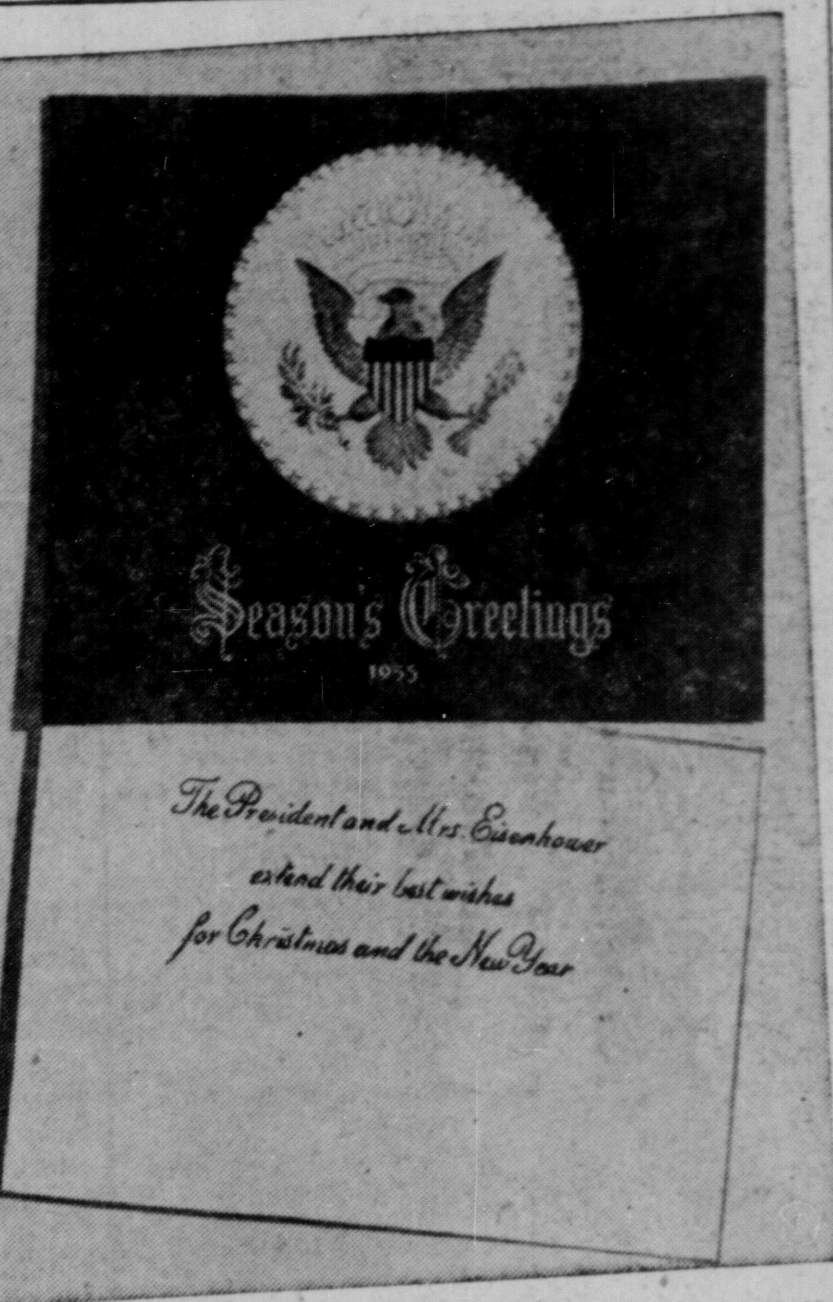 Season's Greetings
1955
The President and Mrs. Eisenhower
extend their best wishes
for Christmas and the New Year